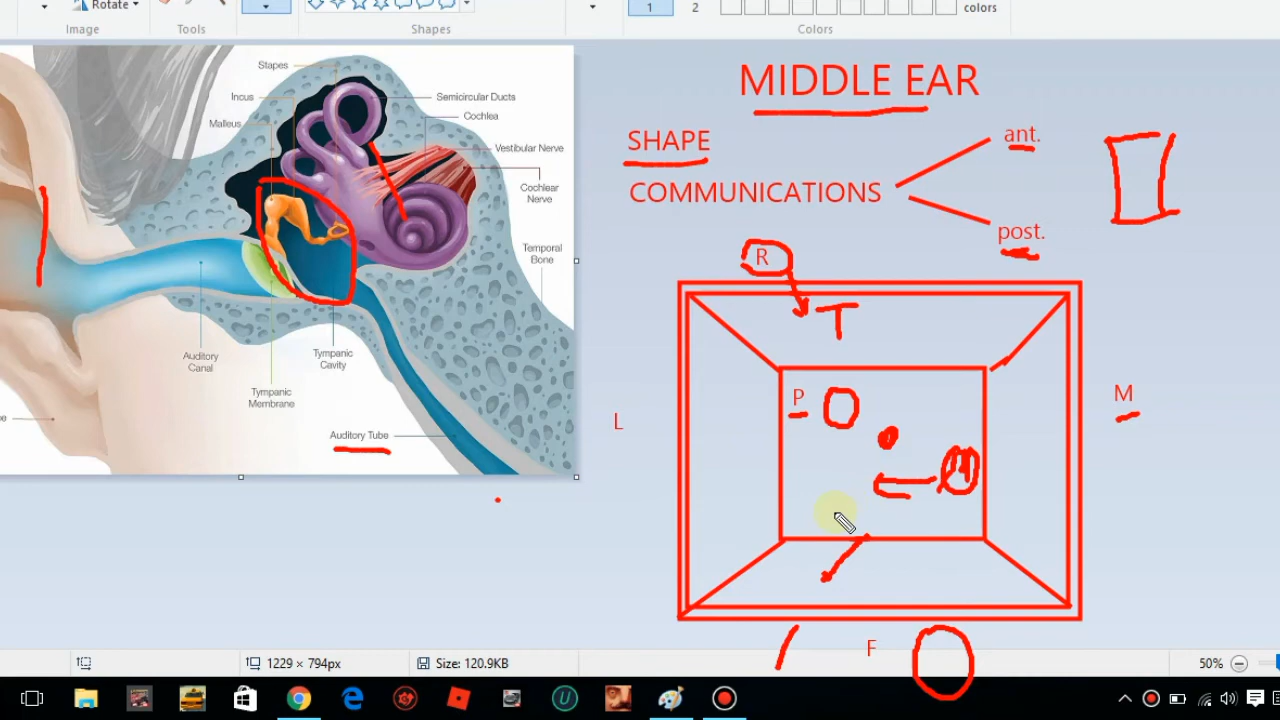 Rotate
1
2
colors
Image
Tools
Shapes
Colors
Stapes
Incus
Malleus
Semicircular Ducts
Cochlea
Vestibular Nerve
Cochlear
Nerve
Temporal
Bone
Auditory
Canal
Tympanic
Cavity
Tympanic
Membrane
Auditory Tube
MIDDLE EAR
SHAPE
COMMUNICATIONS
ant.
post.
R
T
P
L
M
F
1229 × 794px
Size: 120.9KB
50%